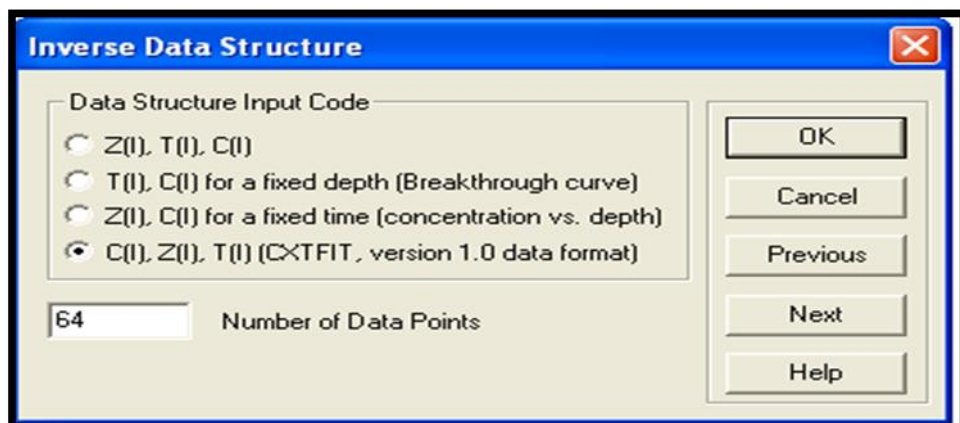 Inverse Data Structure
Data Structure Input Code
Z(I), T(I), C(I)
T(I), C(I) for a fixed depth (Breakthrough curve)
Z(I), C(I) for a fixed time (concentration vs. depth)
C(I), Z(I), T(I) (CXTFIT, version 1.0 data format)
64 Number of Data Points
OK
Cancel
Previous
Next
Help